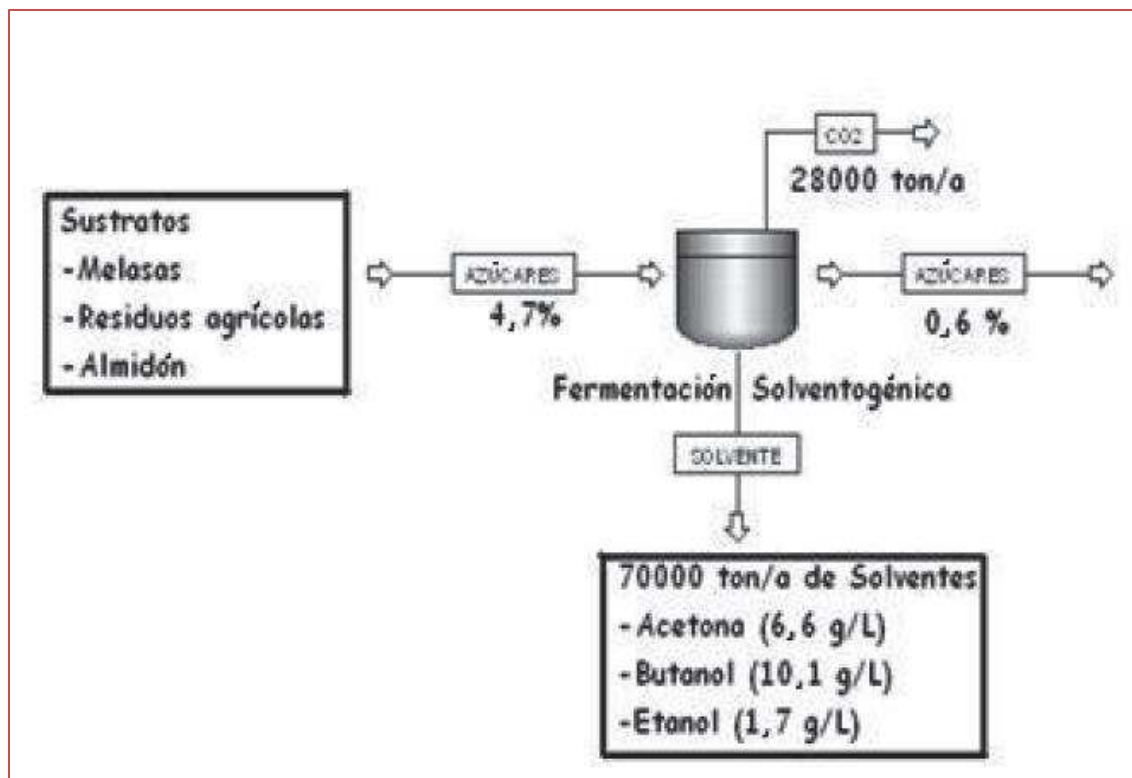 Sustratos
-Melasas
-Residuos agrícolas
-Almidón
AZÚCARES
4,7%
CO2
28000 ton/a
AZÚCARES
0,6 %
Fermentación Solventogénica
SOLVENTE
70000 ton/a de Solventes
-Acetona (6,6 g/L)
-Butanol (10,1 g/L)
-Etanol (1,7 g/L)